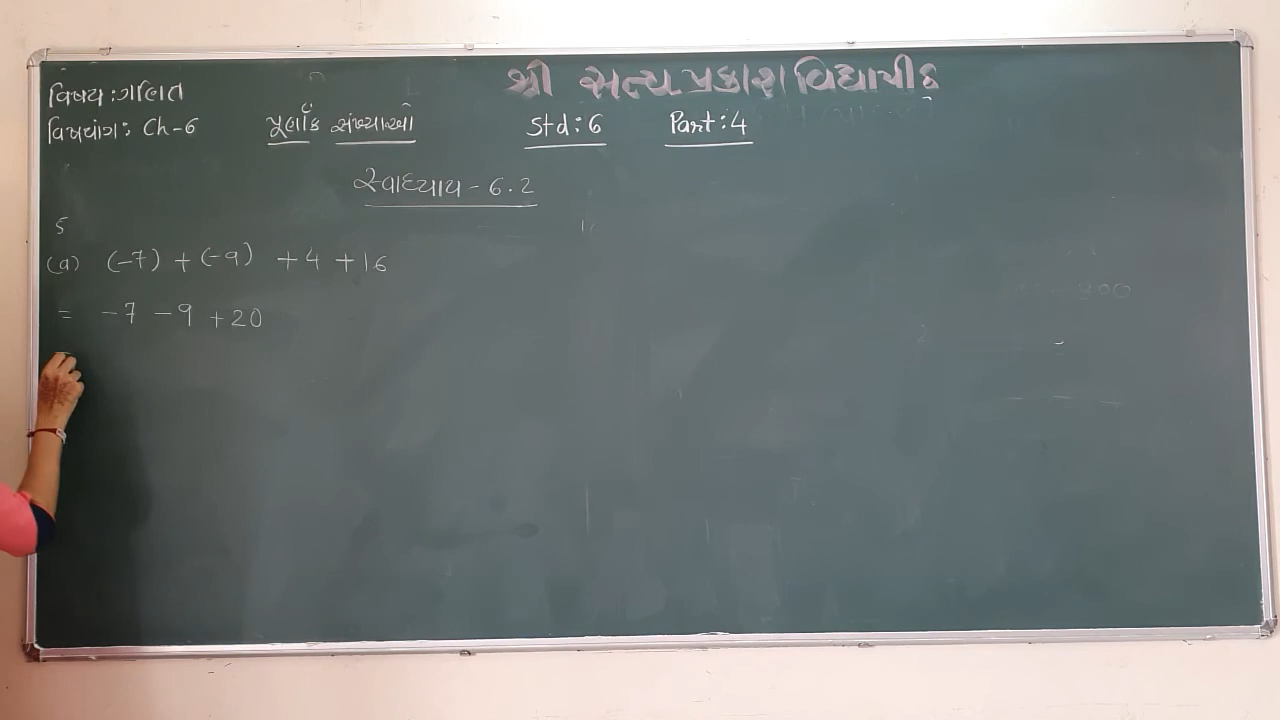 શ્રી સત્યપ્રકાશ વિદ્યાપીઠ
વિષય : ગણિત
વિષયાંગ : Ch-6 પૂર્ણાંક સંખ્યાઓ Std : 6 Part : 4
સ્વાધ્યાય - 6.2
5
(a) (-7) + (-9) + 4 + 16
= -7 -9 +20